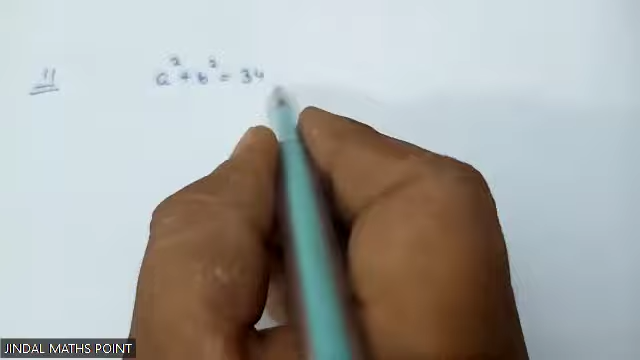 11 a² + b² = 34
JINDAL MATHS POINT